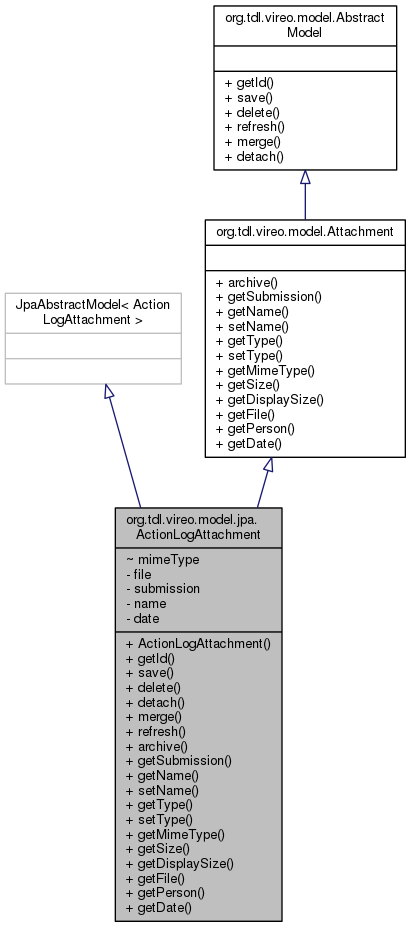 org.tdl.vireo.model.Abstract
Model
+ getId()
+ save()
+ delete()
+ refresh()
+ merge()
+ detach()
org.tdl.vireo.model.Attachment
+ archive()
+ getSubmission()
+ getName()
+ setName()
+ getType()
+ setType()
+ getMimeType()
+ getSize()
+ getDisplaySize()
+ getFile()
+ getPerson()
+ getDate()
JpaAbstractModel< Action
LogAttachment >
org.tdl.vireo.model.jpa.
ActionLogAttachment
~ mimeType
- file
- submission
- name
- date
+ ActionLogAttachment()
+ getId()
+ save()
+ delete()
+ detach()
+ merge()
+ refresh()
+ archive()
+ getSubmission()
+ getName()
+ setName()
+ getType()
+ setType()
+ getMimeType()
+ getSize()
+ getDisplaySize()
+ getFile()
+ getPerson()
+ getDate()